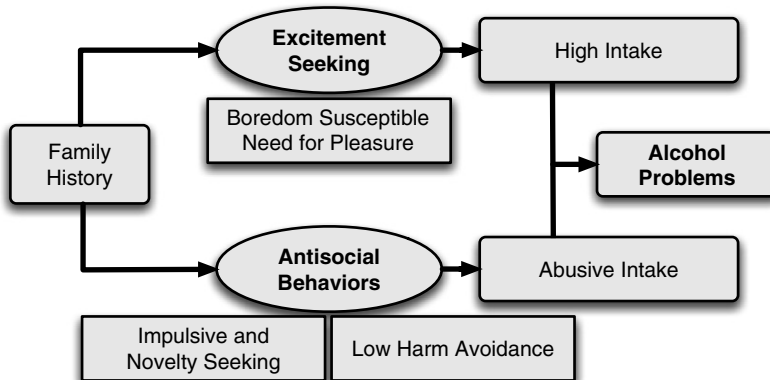 Excitement
Seeking
High Intake
Boredom Susceptible
Need for Pleasure
Family
History
Alcohol
Problems
Antisocial
Behaviors
Abusive Intake
Impulsive and
Novelty Seeking
Low Harm Avoidance